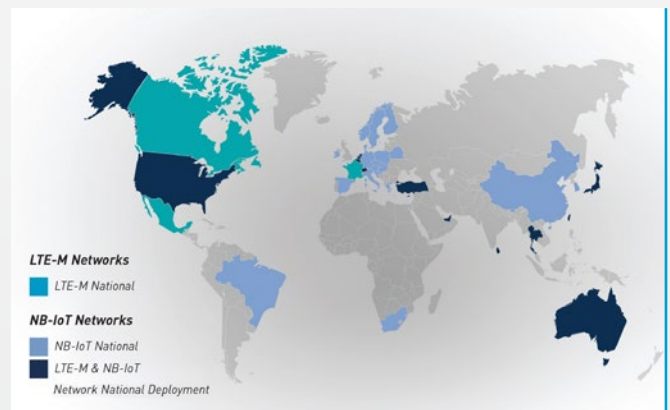 LTE-M Networks
LTE-M National
NB-IoT Networks
NB-IoT National
LTE-M & NB-IoT
Network National Deployment